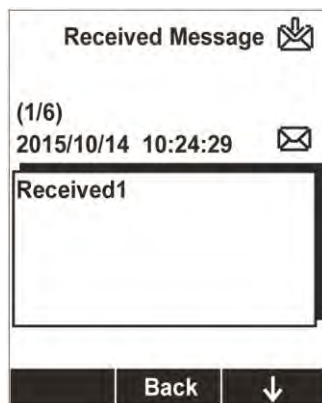 Received Message
(1/6)
2015/10/14 10:24:29
Received1
Back ↓